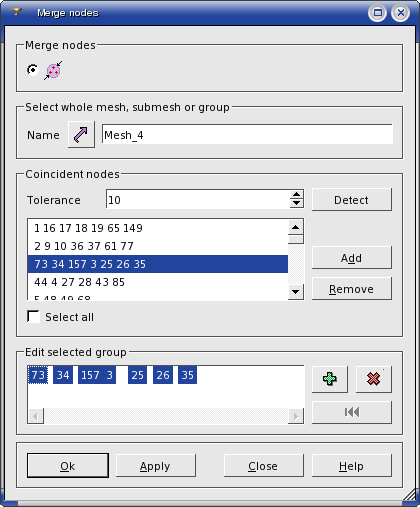 Merge nodes
Merge nodes
Select whole mesh, submesh or group
Name Mesh_4
Coincident nodes
Tolerance 10 Detect
1 16 17 18 19 65 149
2 9 10 36 37 61 77
73 34 157 3 25 26 35
44 4 27 28 43 85
5 48 49 68
Add
Remove
Select all
Edit selected group
73 34 157 3 25 26 35
Ok Apply Close Help